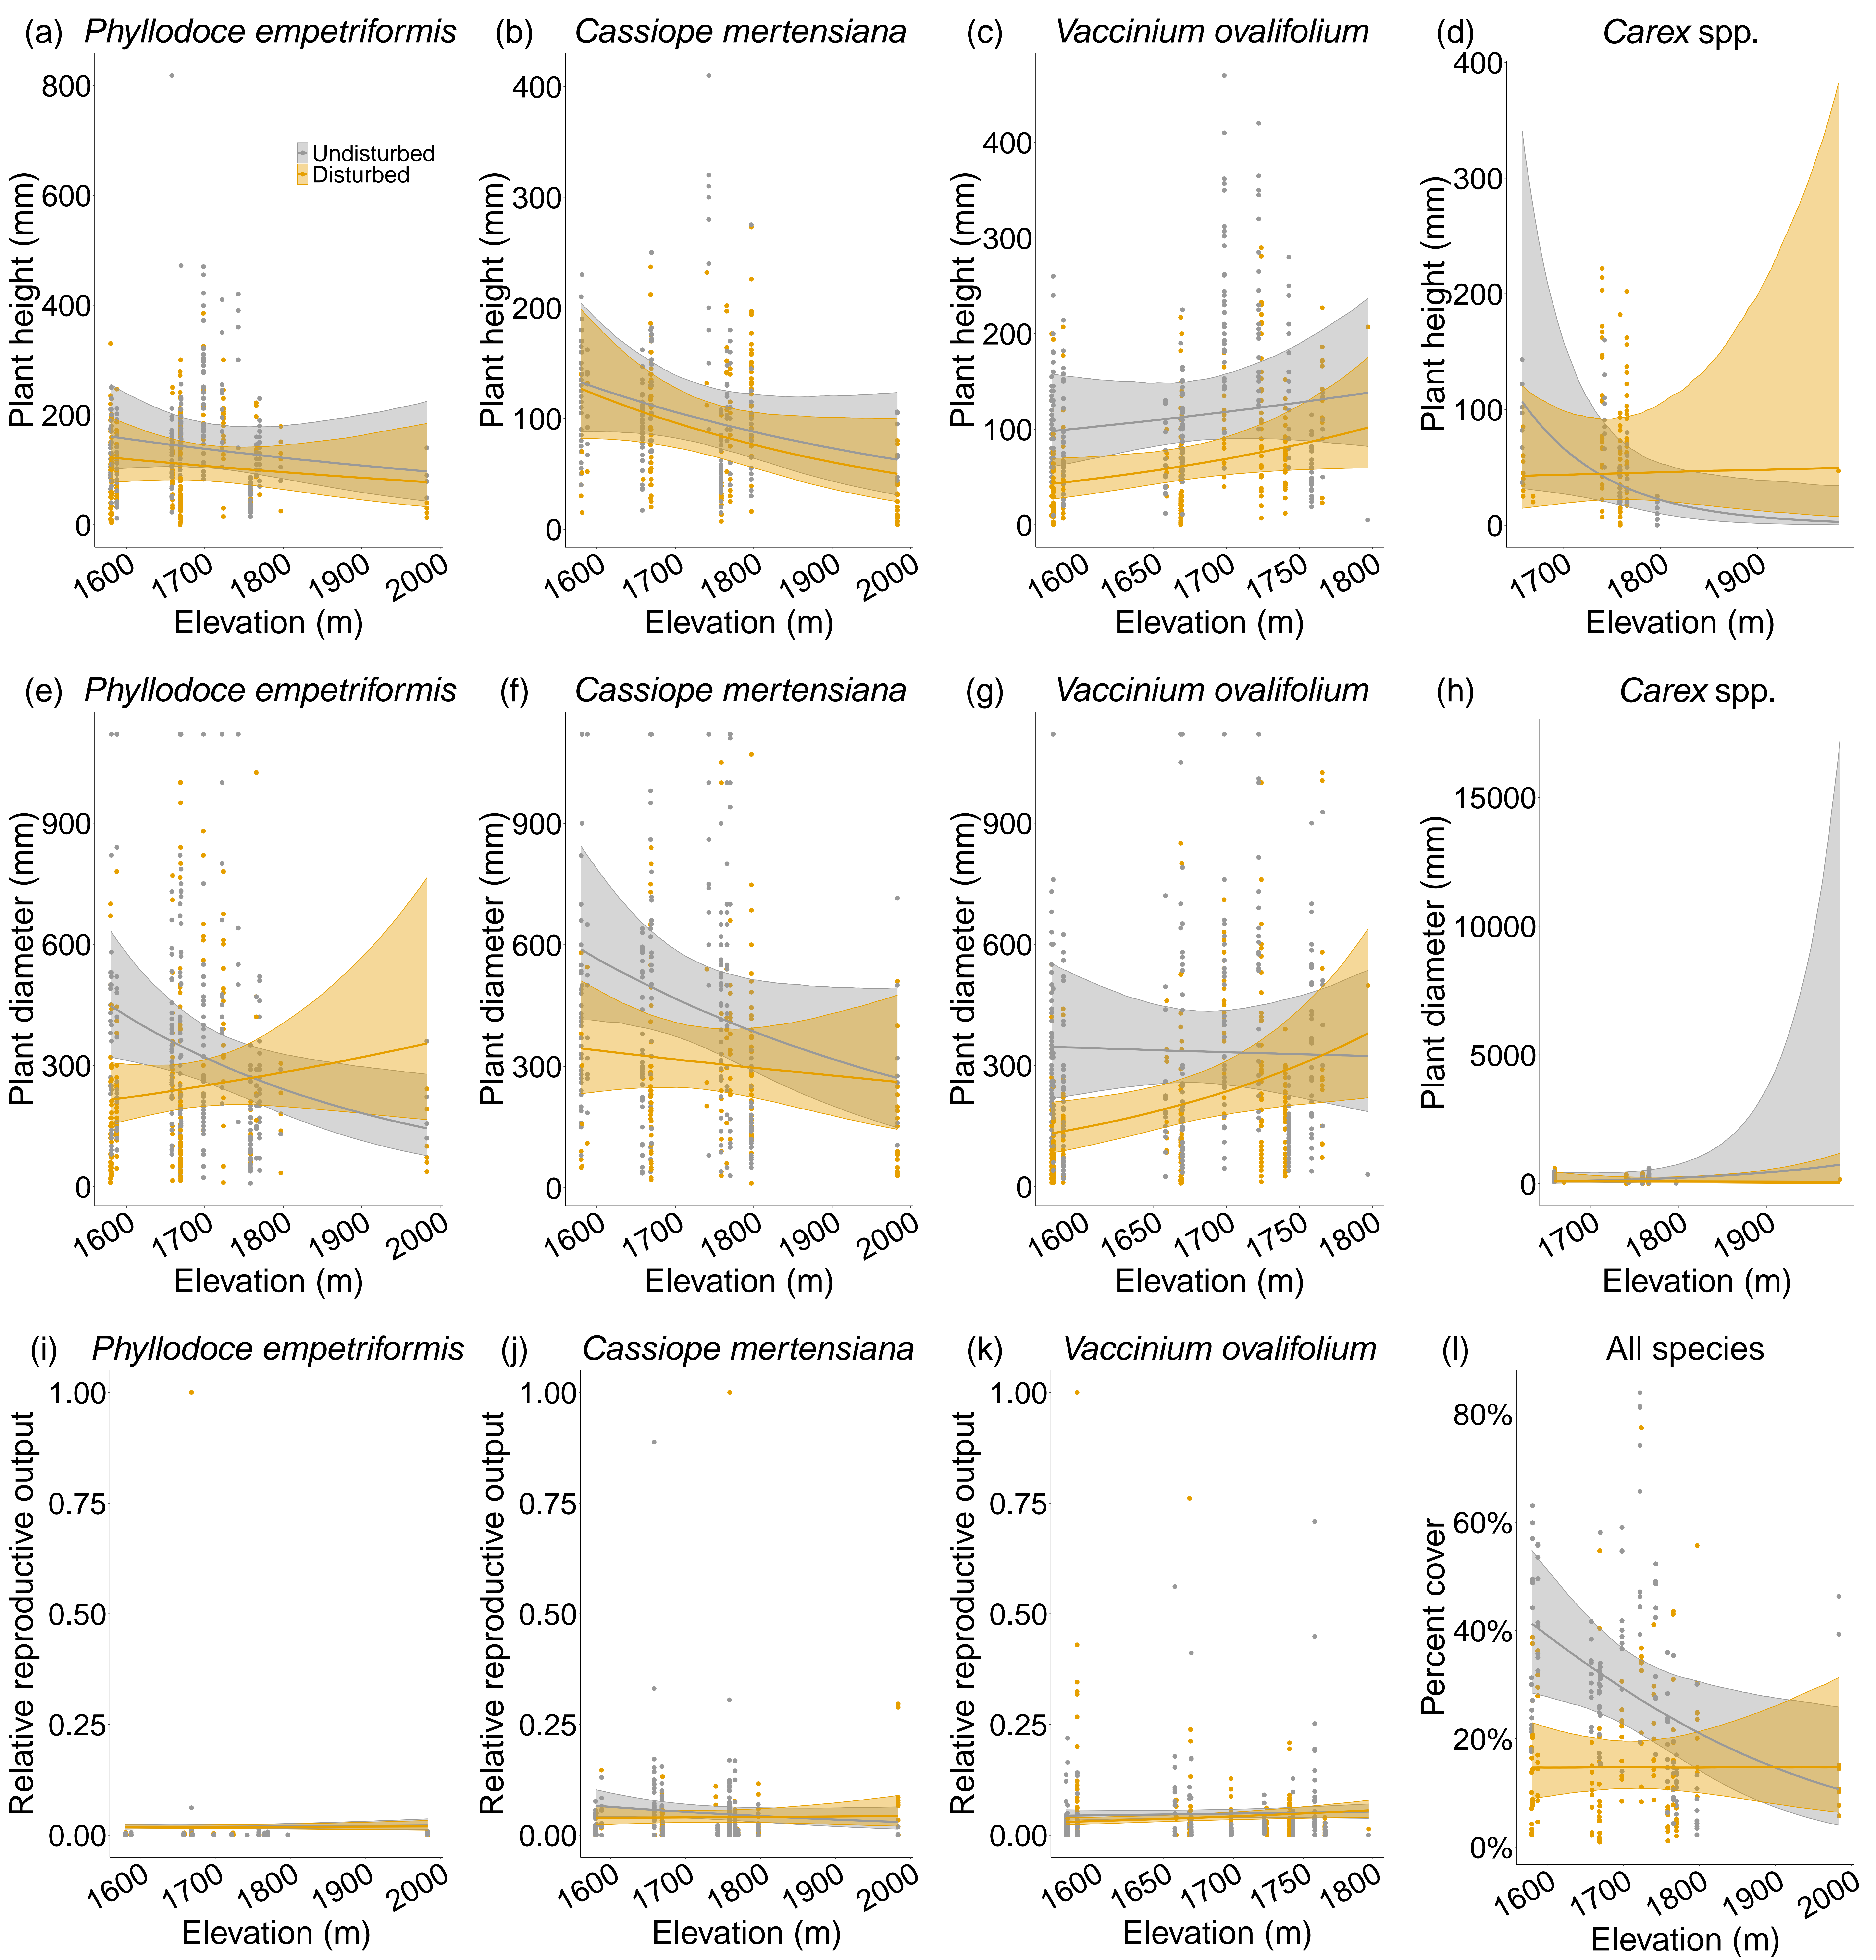 (a) Phyllodoce empetriformis
Plant height (mm)
800
600
400
200
0
Undisturbed
Disturbed
1600 1700 1800 1900 2000
Elevation (m)
(b) Cassiope mertensiana
Plant height (mm)
400
300
200
100
0
1600 1700 1800 1900 2000
Elevation (m)
(c) Vaccinium ovalifolium
Plant height (mm)
400
300
200
100
0
1600 1650 1700 1750 1800
Elevation (m)
(d) Carex spp.
Plant height (mm)
400
300
200
100
0
1700 1800 1900
Elevation (m)
(e) Phyllodoce empetriformis
Plant diameter (mm)
900
600
300
0
1600 1700 1800 1900 2000
Elevation (m)
(f) Cassiope mertensiana
Plant diameter (mm)
900
600
300
0
1600 1700 1800 1900 2000
Elevation (m)
(g) Vaccinium ovalifolium
Plant diameter (mm)
900
600
300
0
1600 1650 1700 1750 1800
Elevation (m)
(h) Carex spp.
Plant diameter (mm)
15000
10000
5000
0
1700 1800 1900
Elevation (m)
(i) Phyllodoce empetriformis
Relative reproductive output
1.00
0.75
0.50
0.25
0.00
1600 1700 1800 1900 2000
Elevation (m)
(j) Cassiope mertensiana
Relative reproductive output
1.00
0.75
0.50
0.25
0.00
1600 1700 1800 1900 2000
Elevation (m)
(k) Vaccinium ovalifolium
Relative reproductive output
1.00
0.75
0.50
0.25
0.00
1600 1650 1700 1750 1800
Elevation (m)
(l) All species
Percent cover
80%
60%
40%
20%
0%
1600 1700 1800 1900 2000
Elevation (m)